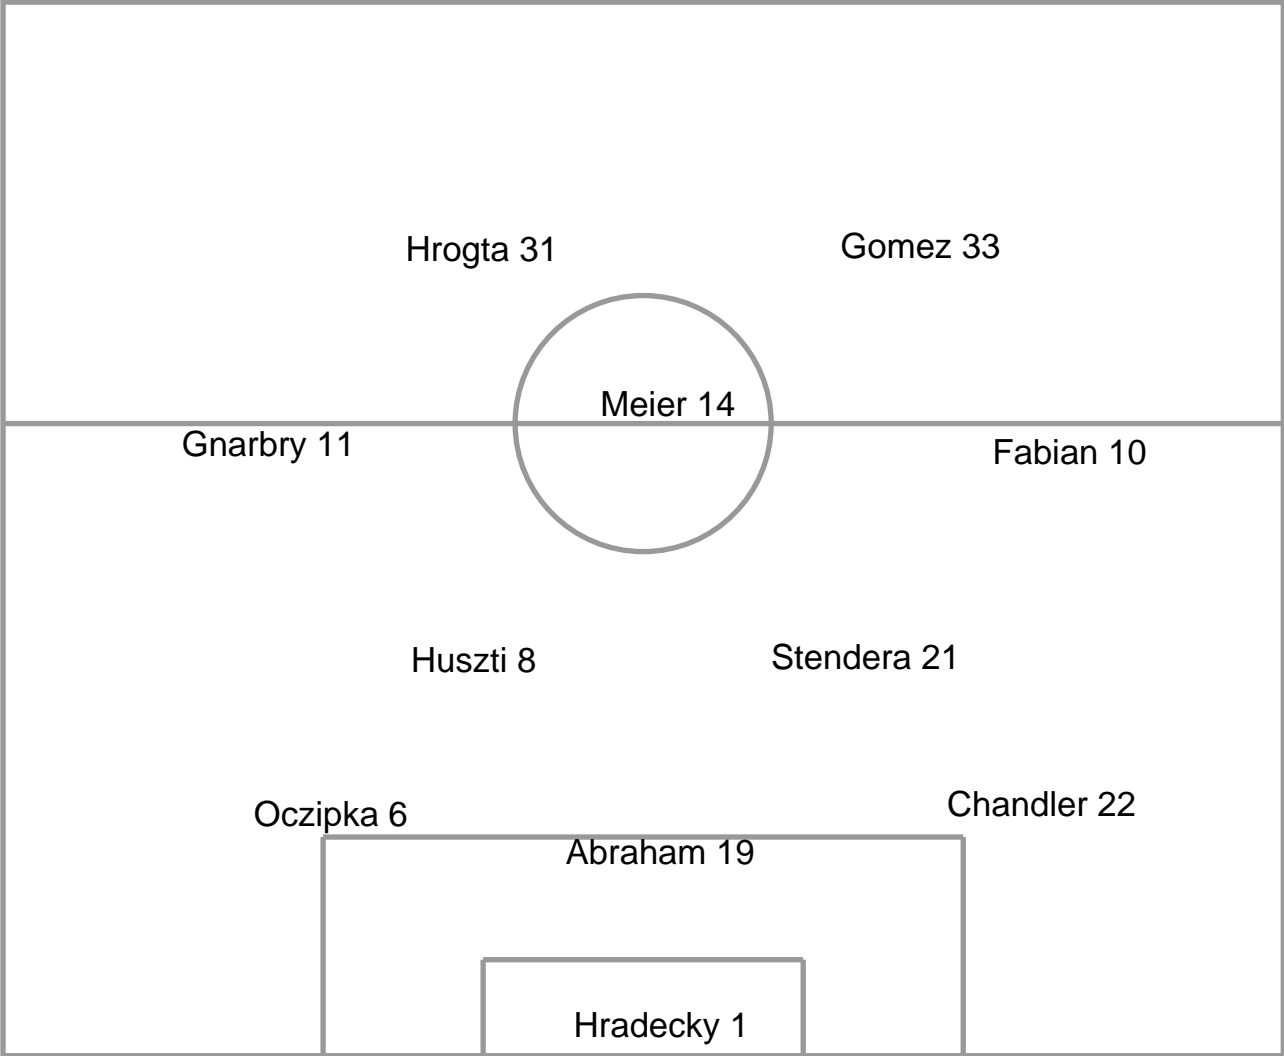 Hrogta 31
Gomez 33
Meier 14
Gnarbry 11
Fabian 10
Huszti 8
Stendera 21
Oczipka 6
Chandler 22
Abraham 19
Hradecky 1